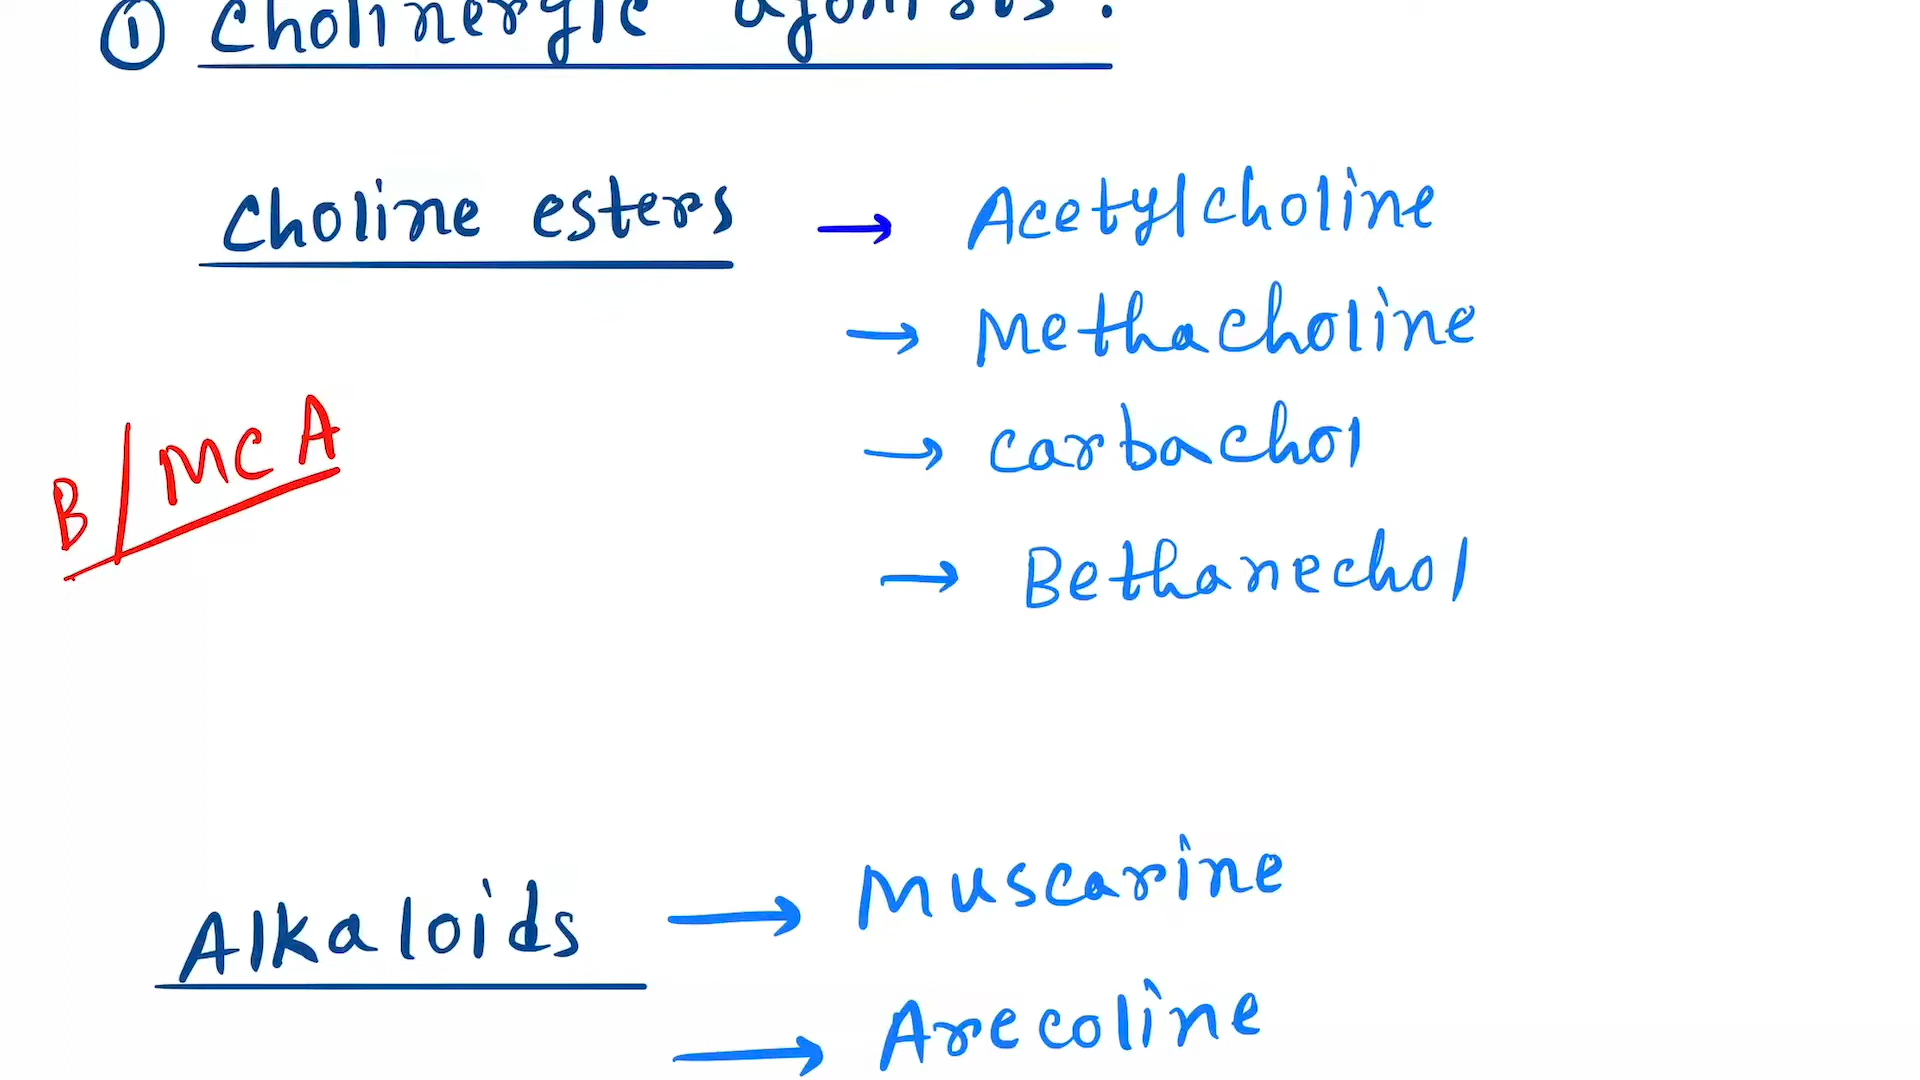 ① Cholinergic agonists :
Choline esters → Acetylcholine
→ Methacholine
→ Carbachol
B/MCA
→ Bethanechol
Alkaloids → Muscarine
→ Arecoline